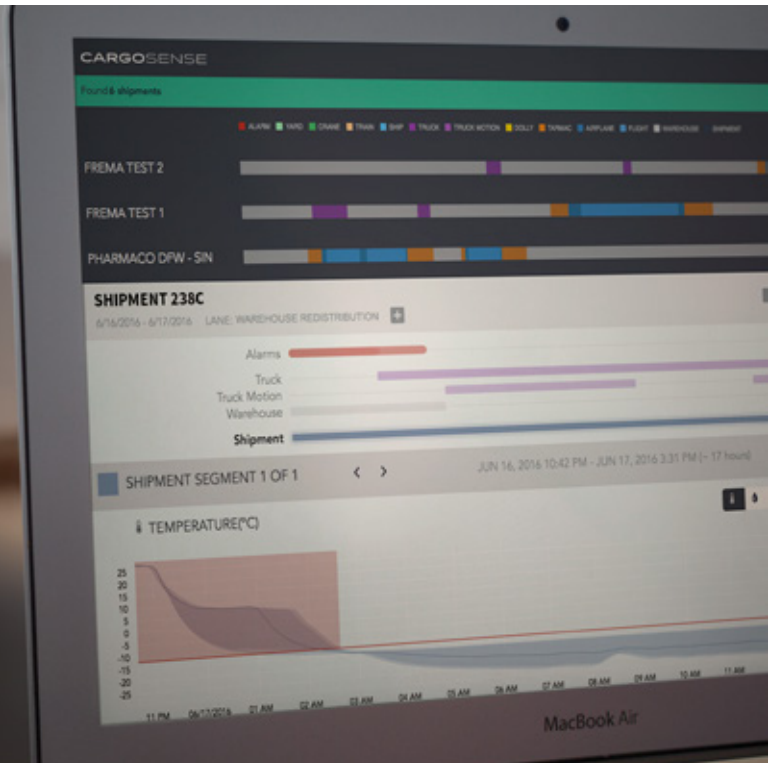 CARGOSENSE
Found 6 shipments
ALARM YARD CRANE TRAIN SHIP TRUCK TRUCK MOTION DOLLY TARMAC AIRPLANE FLIGHT WAREHOUSE SHIPMENT
FREMA TEST 2
FREMA TEST 1
PHARMACO DFW - SIN
SHIPMENT 238C
6/16/2016 - 6/17/2016 LANE: WAREHOUSE REDISTRIBUTION +
Alarms
Truck
Truck Motion
Warehouse
Shipment
SHIPMENT SEGMENT 1 OF 1 < > JUN 16, 2016 10:42 PM - JUN 17, 2016 3:31 PM (~ 17 hours)
TEMPERATURE(°C)
25
20
15
10
5
0
-5
-10
-15
-20
-25
11 PM 06/17/2016 01 AM 02 AM 03 AM 04 AM 05 AM 06 AM 07 AM 08 AM 09 AM 10 AM 11 AM
MacBook Air